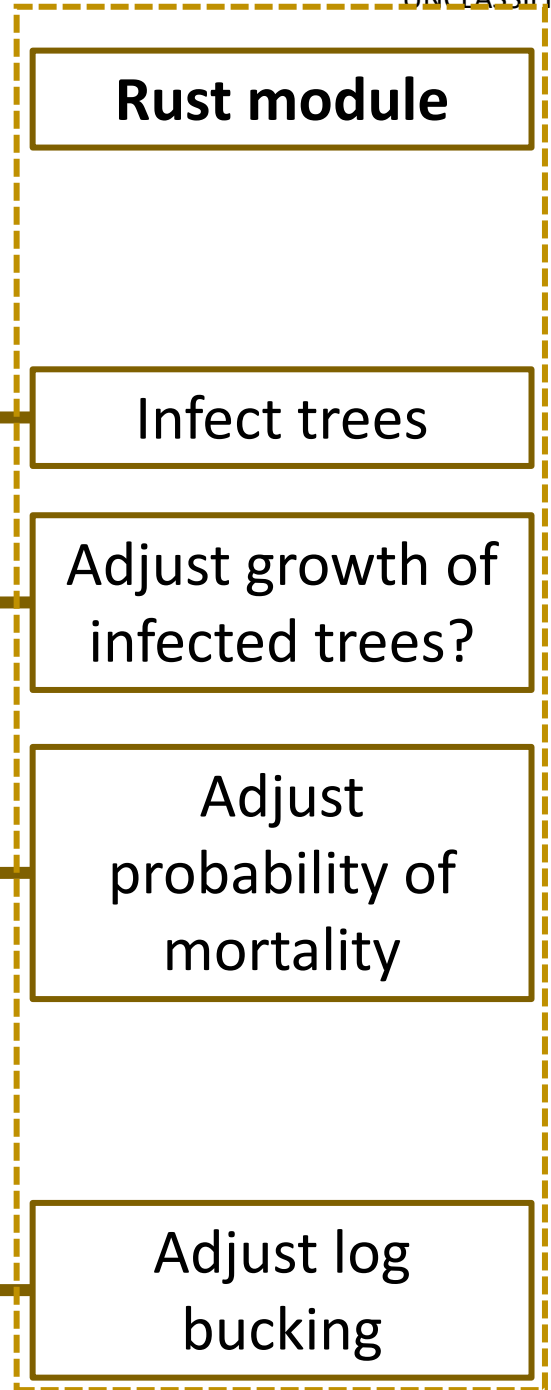 Rust module
Infect trees
Adjust growth of
infected trees?
Adjust
probability of
mortality
Adjust log
bucking